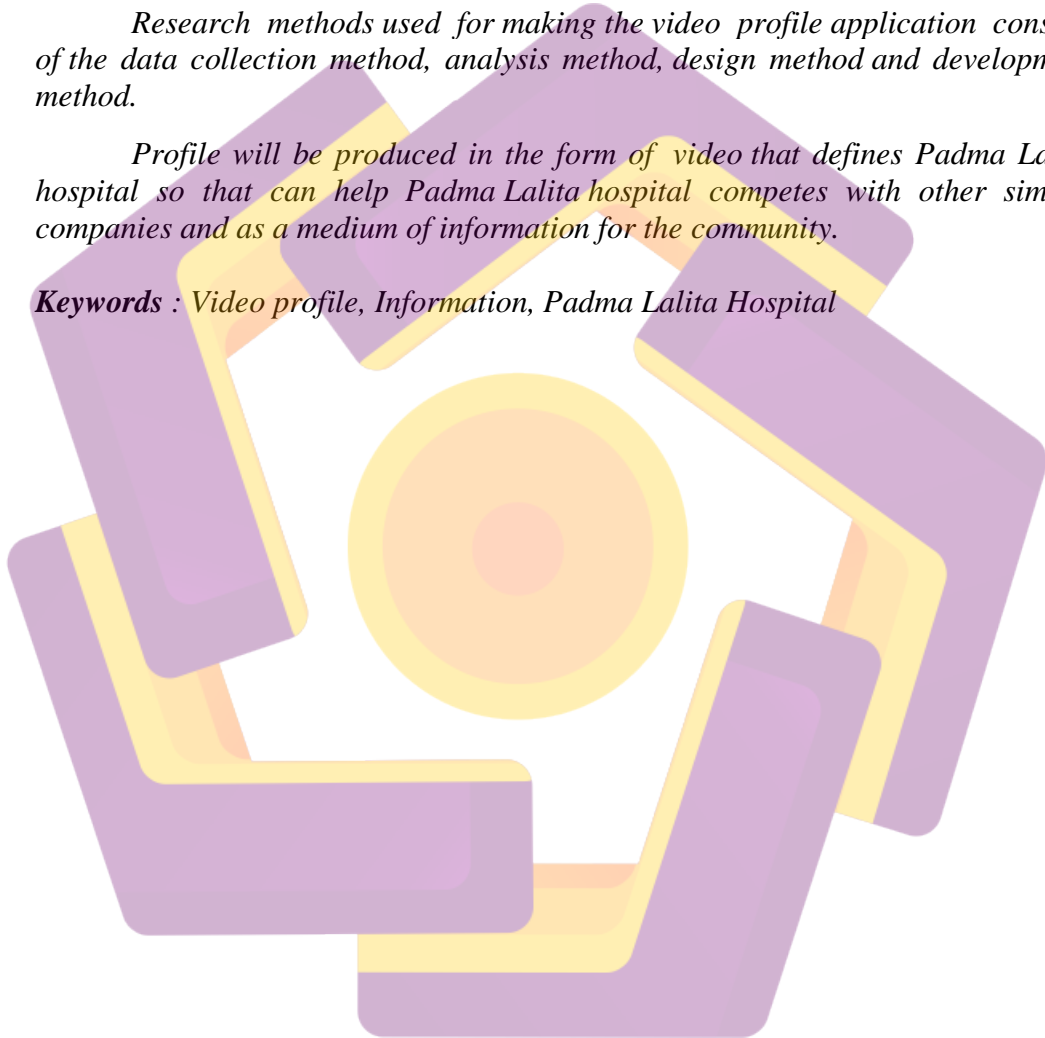 Research methods used for making the video profile application cons
of the data collection method, analysis method, design method and developm
method.
Profile will be produced in the form of video that defines Padma La
hospital so that can help Padma Lalita hospital competes with other sim
companies and as a medium of information for the community.
Keywords : Video profile, Information, Padma Lalita Hospital